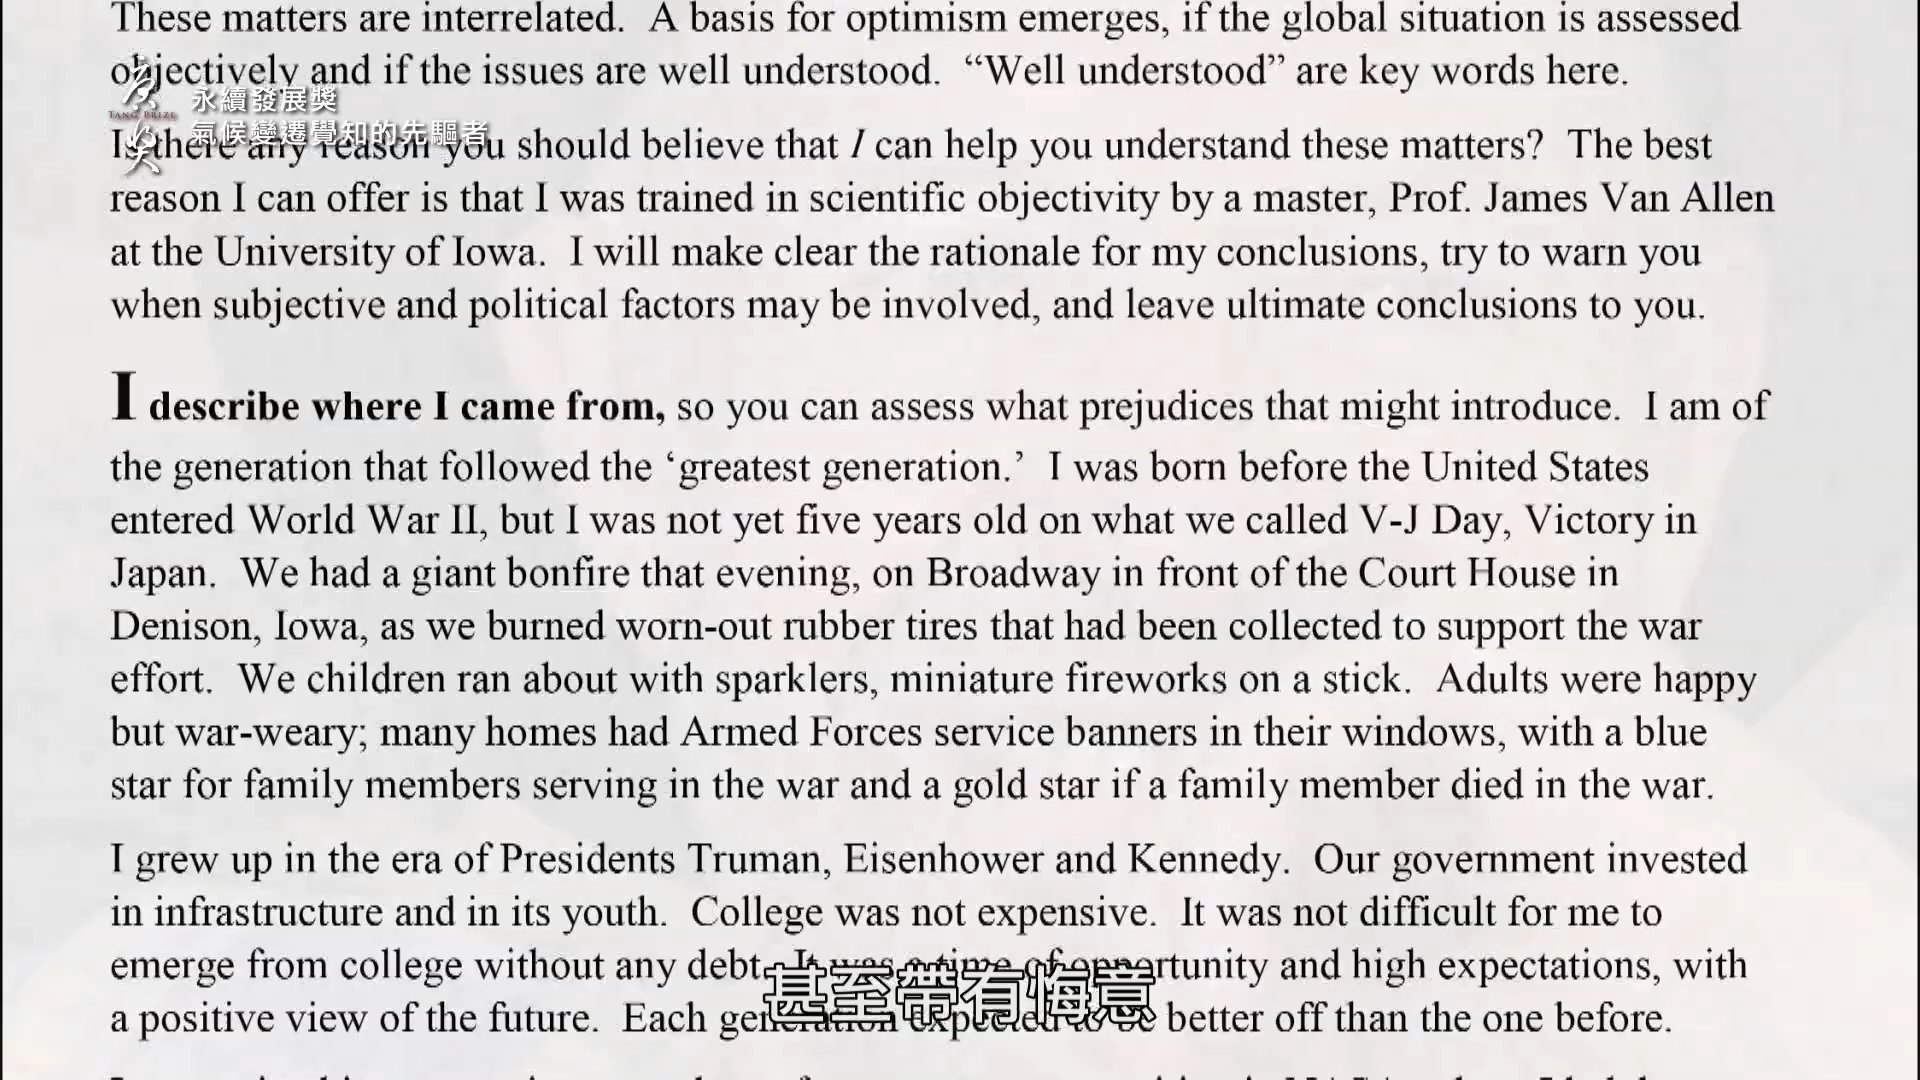 These matters are interrelated.  A basis for optimism emerges, if the global situation is assessed
objectively and if the issues are well understood.  “Well understood” are key words here.
TANG PRIZE
永續發展獎
氣候變遷覺知的先驅者
Is there any reason you should believe that I can help you understand these matters?  The best
reason I can offer is that I was trained in scientific objectivity by a master, Prof. James Van Allen
at the University of Iowa.  I will make clear the rationale for my conclusions, try to warn you
when subjective and political factors may be involved, and leave ultimate conclusions to you.
I describe where I came from, so you can assess what prejudices that might introduce.  I am of
the generation that followed the ‘greatest generation.’  I was born before the United States
entered World War II, but I was not yet five years old on what we called V-J Day, Victory in
Japan.  We had a giant bonfire that evening, on Broadway in front of the Court House in
Denison, Iowa, as we burned worn-out rubber tires that had been collected to support the war
effort.  We children ran about with sparklers, miniature fireworks on a stick.  Adults were happy
but war-weary; many homes had Armed Forces service banners in their windows, with a blue
star for family members serving in the war and a gold star if a family member died in the war.
I grew up in the era of Presidents Truman, Eisenhower and Kennedy.  Our government invested
in infrastructure and in its youth.  College was not expensive.  It was not difficult for me to
emerge from college without any debt.  It was a time of opportunity and high expectations, with
a positive view of the future.  Each generation expected to be better off than the one before.
甚至帶有悔意